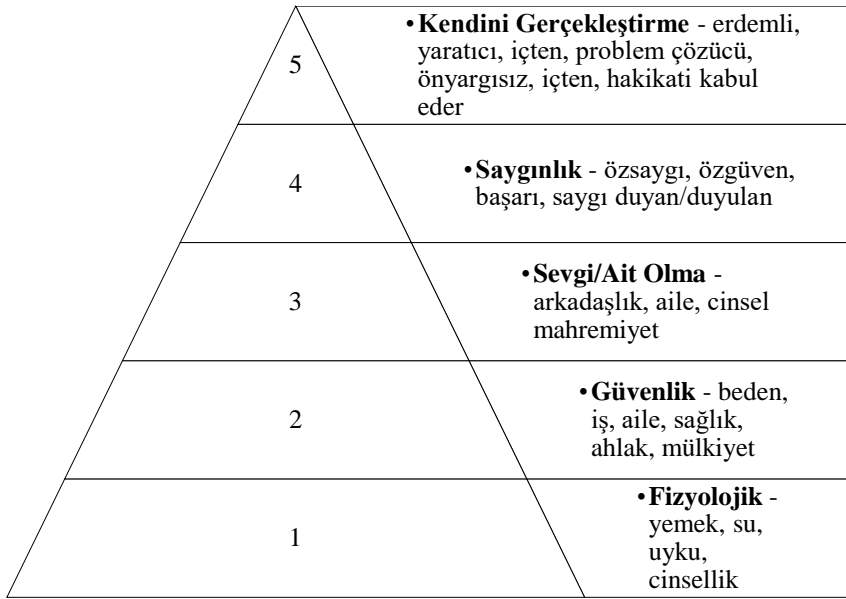 5
•Kendini Gerçekleştirme - erdemli,
yaratıcı, içten, problem çözücü,
önyargısız, içten, hakikati kabul
eder
4
•Saygınlık - özsaygı, özgüven,
başarı, saygı duyan/duyulan
3
•Sevgi/Ait Olma -
arkadaşlık, aile, cinsel
mahremiyet
2
•Güvenlik - beden,
iş, aile, sağlık,
ahlak, mülkiyet
1
•Fizyolojik -
yemek, su,
uyku,
cinsellik